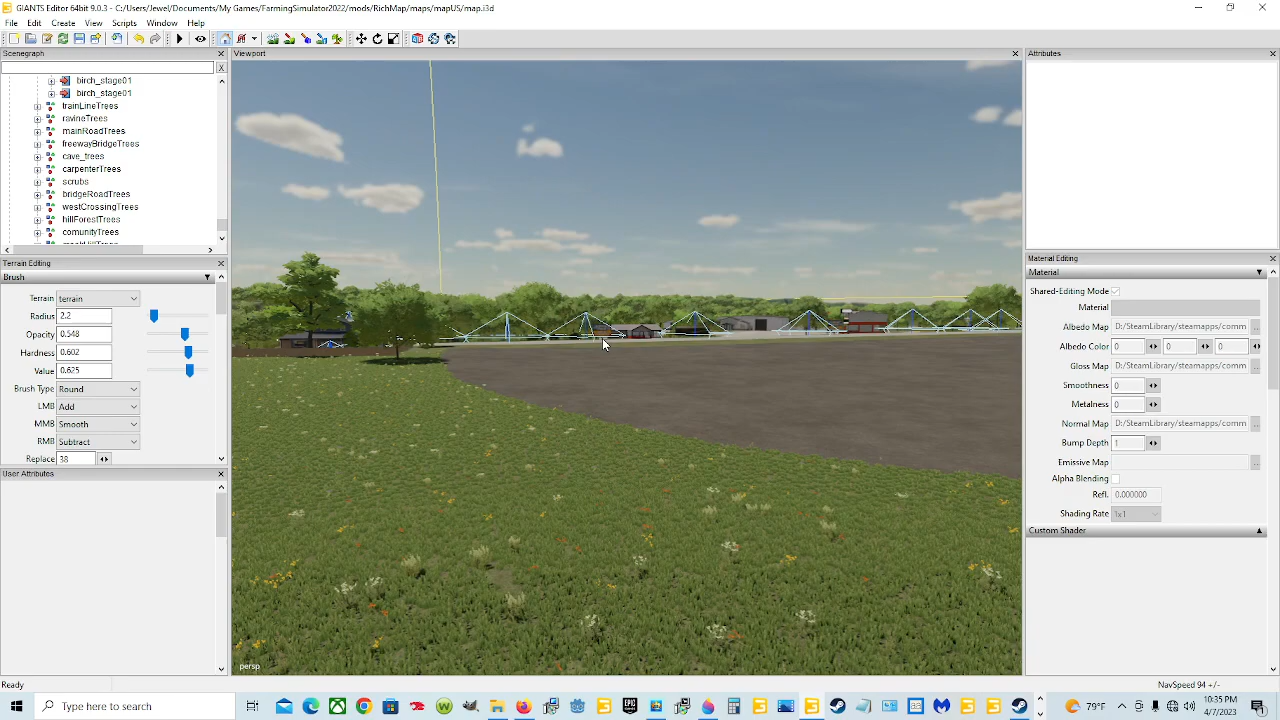 GIANTS Editor 64bit 9.0.3 - C:/Users/Jewel/Documents/My Games/FarmingSimulator2022/mods/RichMap/maps/mapUS/map.i3d
File Edit Create View Scripts Window Help
Scenegraph
X
birch_stage01
birch_stage01
trainLineTrees
ravineTrees
mainRoadTrees
freewayBridgeTrees
cave_trees
carpenterTrees
scrubs
bridgeRoadTrees
westCrossingTrees
hillForestTrees
comunityTrees
Terrain Editing
Brush
Terrain terrain
Radius 2.2
Opacity 0.548
Hardness 0.602
Value 0.625
Brush Type Round
LMB Add
MMB Smooth
RMB Subtract
Replace 38
User Attributes
Viewport
persp
Attributes
Material Editing
Material
Shared-Editing Mode
Material
Albedo Map D:/SteamLibrary/steamapps/comm ...
Albedo Color 0 0 0
Gloss Map D:/SteamLibrary/steamapps/comm ...
Smoothness 0
Metalness 0
Normal Map D:/SteamLibrary/steamapps/comm ...
Bump Depth 1
Emissive Map ...
Alpha Blending
Refl. 0.000000
Shading Rate 1x1
Custom Shader
Ready
NavSpeed 94 +/-
Type here to search
79°F
10:35 PM
4/7/2023